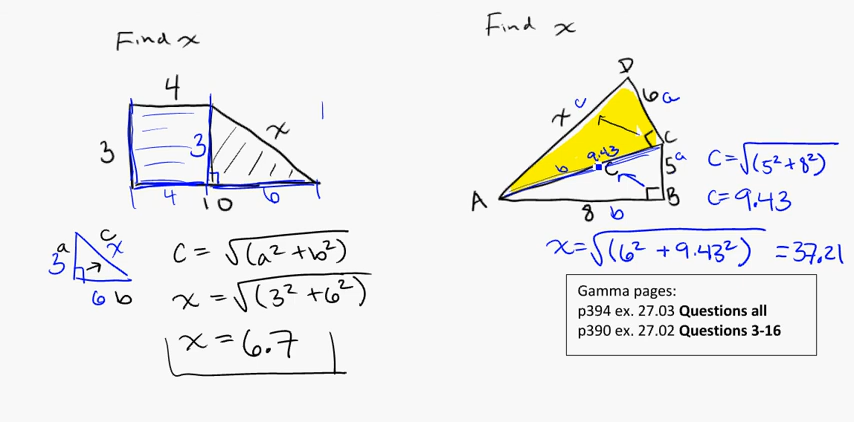 Find x
4
3
3
x
4
10
6
a
c
x
3
6
b
c = √(a² + b²)
x = √(3² + 6²)
x = 6.7
Find x
D
x
c
6
a
C
9.43
b
C
5
a
A
B
8
b
c = √(5² + 8²)
c = 9.43
x = √(6² + 9.43²) = 37.21
Gamma pages:
p394 ex. 27.03 Questions all
p390 ex. 27.02 Questions 3-16